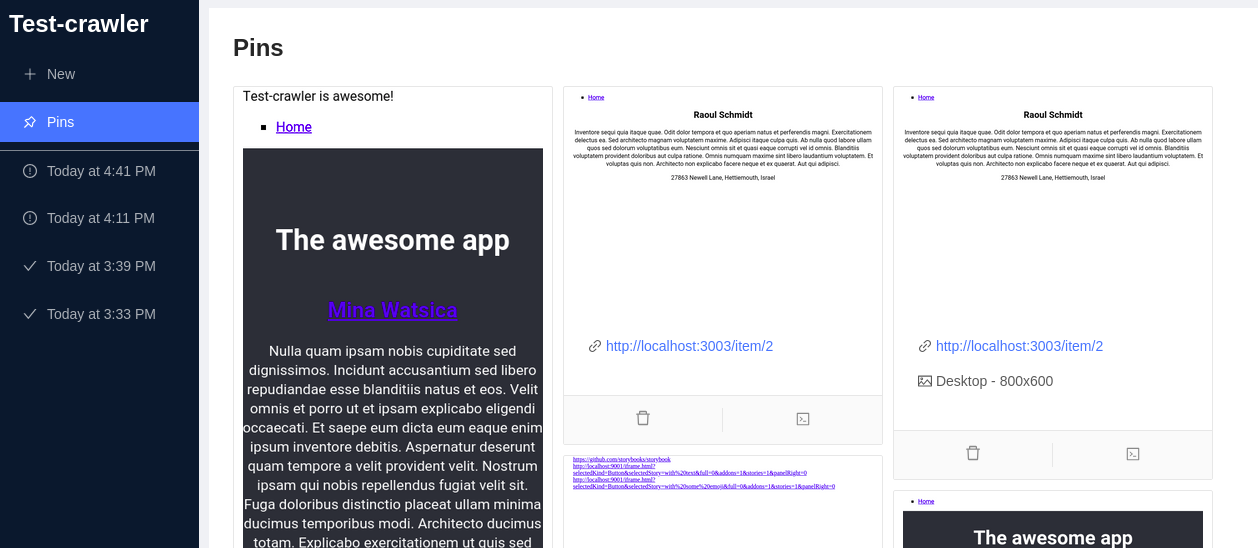 Test-crawler
New
Pins
Today at 4:41 PM
Today at 4:11 PM
Today at 3:39 PM
Today at 3:33 PM
Pins
Test-crawler is awesome!
Home
The awesome app
Mina Watsica
Nulla quam ipsam nobis cupiditate sed
dignissimos. Incidunt accusantium sed libero
repudiandae esse blanditiis natus et eos. Velit
omnis et porro ut et ipsam explicabo eligendi
occaecati. Et saepe eum dicta eum eaque enim
ipsum inventore debitis. Aspernatur deserunt
quam tempore a velit provident velit. Nostrum
ipsam qui nobis repellendus fugiat velit sit.
Fuga doloribus distinctio placeat ullam minima
ducimus temporibus modi. Architecto ducimus
totam. Explicabo exercitationem ut quis sed
Home
Raoul Schmidt
Inventore sequi quia itaque quae. Odit dolor tempora et quo aperiam natus et perferendis magni. Exercitationem
delectus ea. Sed architecto magnam voluptatem maxime. Adipisci itaque culpa quis. Ab nulla quod labore ullam
quos sed dolorum voluptatibus eum. Nesciunt omnis sit et quasi eaque corrupti vel id omnis. Blanditiis
voluptatem provident doloribus aut culpa ratione. Omnis numquam maxime sint libero laudantium voluptatem. Et
voluptas quis non. Architecto non explicabo facere neque et ex quaerat. Aut qui adipisci.
27863 Newell Lane, Hettiemouth, Israel
http://localhost:3003/item/2
https://github.com/storybooks/storybook
http://localhost:9001/iframe.html?
selectedKind=Button&selectedStory=with%20text&full=0&addons=1&stories=1&panelRight=0
http://localhost:9001/iframe.html?
selectedKind=Button&selectedStory=with%20some%20emoji&full=0&addons=1&stories=1&panelRight=0
Home
Raoul Schmidt
Inventore sequi quia itaque quae. Odit dolor tempora et quo aperiam natus et perferendis magni. Exercitationem
delectus ea. Sed architecto magnam voluptatem maxime. Adipisci itaque culpa quis. Ab nulla quod labore ullam
quos sed dolorum voluptatibus eum. Nesciunt omnis sit et quasi eaque corrupti vel id omnis. Blanditiis
voluptatem provident doloribus aut culpa ratione. Omnis numquam maxime sint libero laudantium voluptatem. Et
voluptas quis non. Architecto non explicabo facere neque et ex quaerat. Aut qui adipisci.
27863 Newell Lane, Hettiemouth, Israel
http://localhost:3003/item/2
Desktop - 800x600
Home
The awesome app